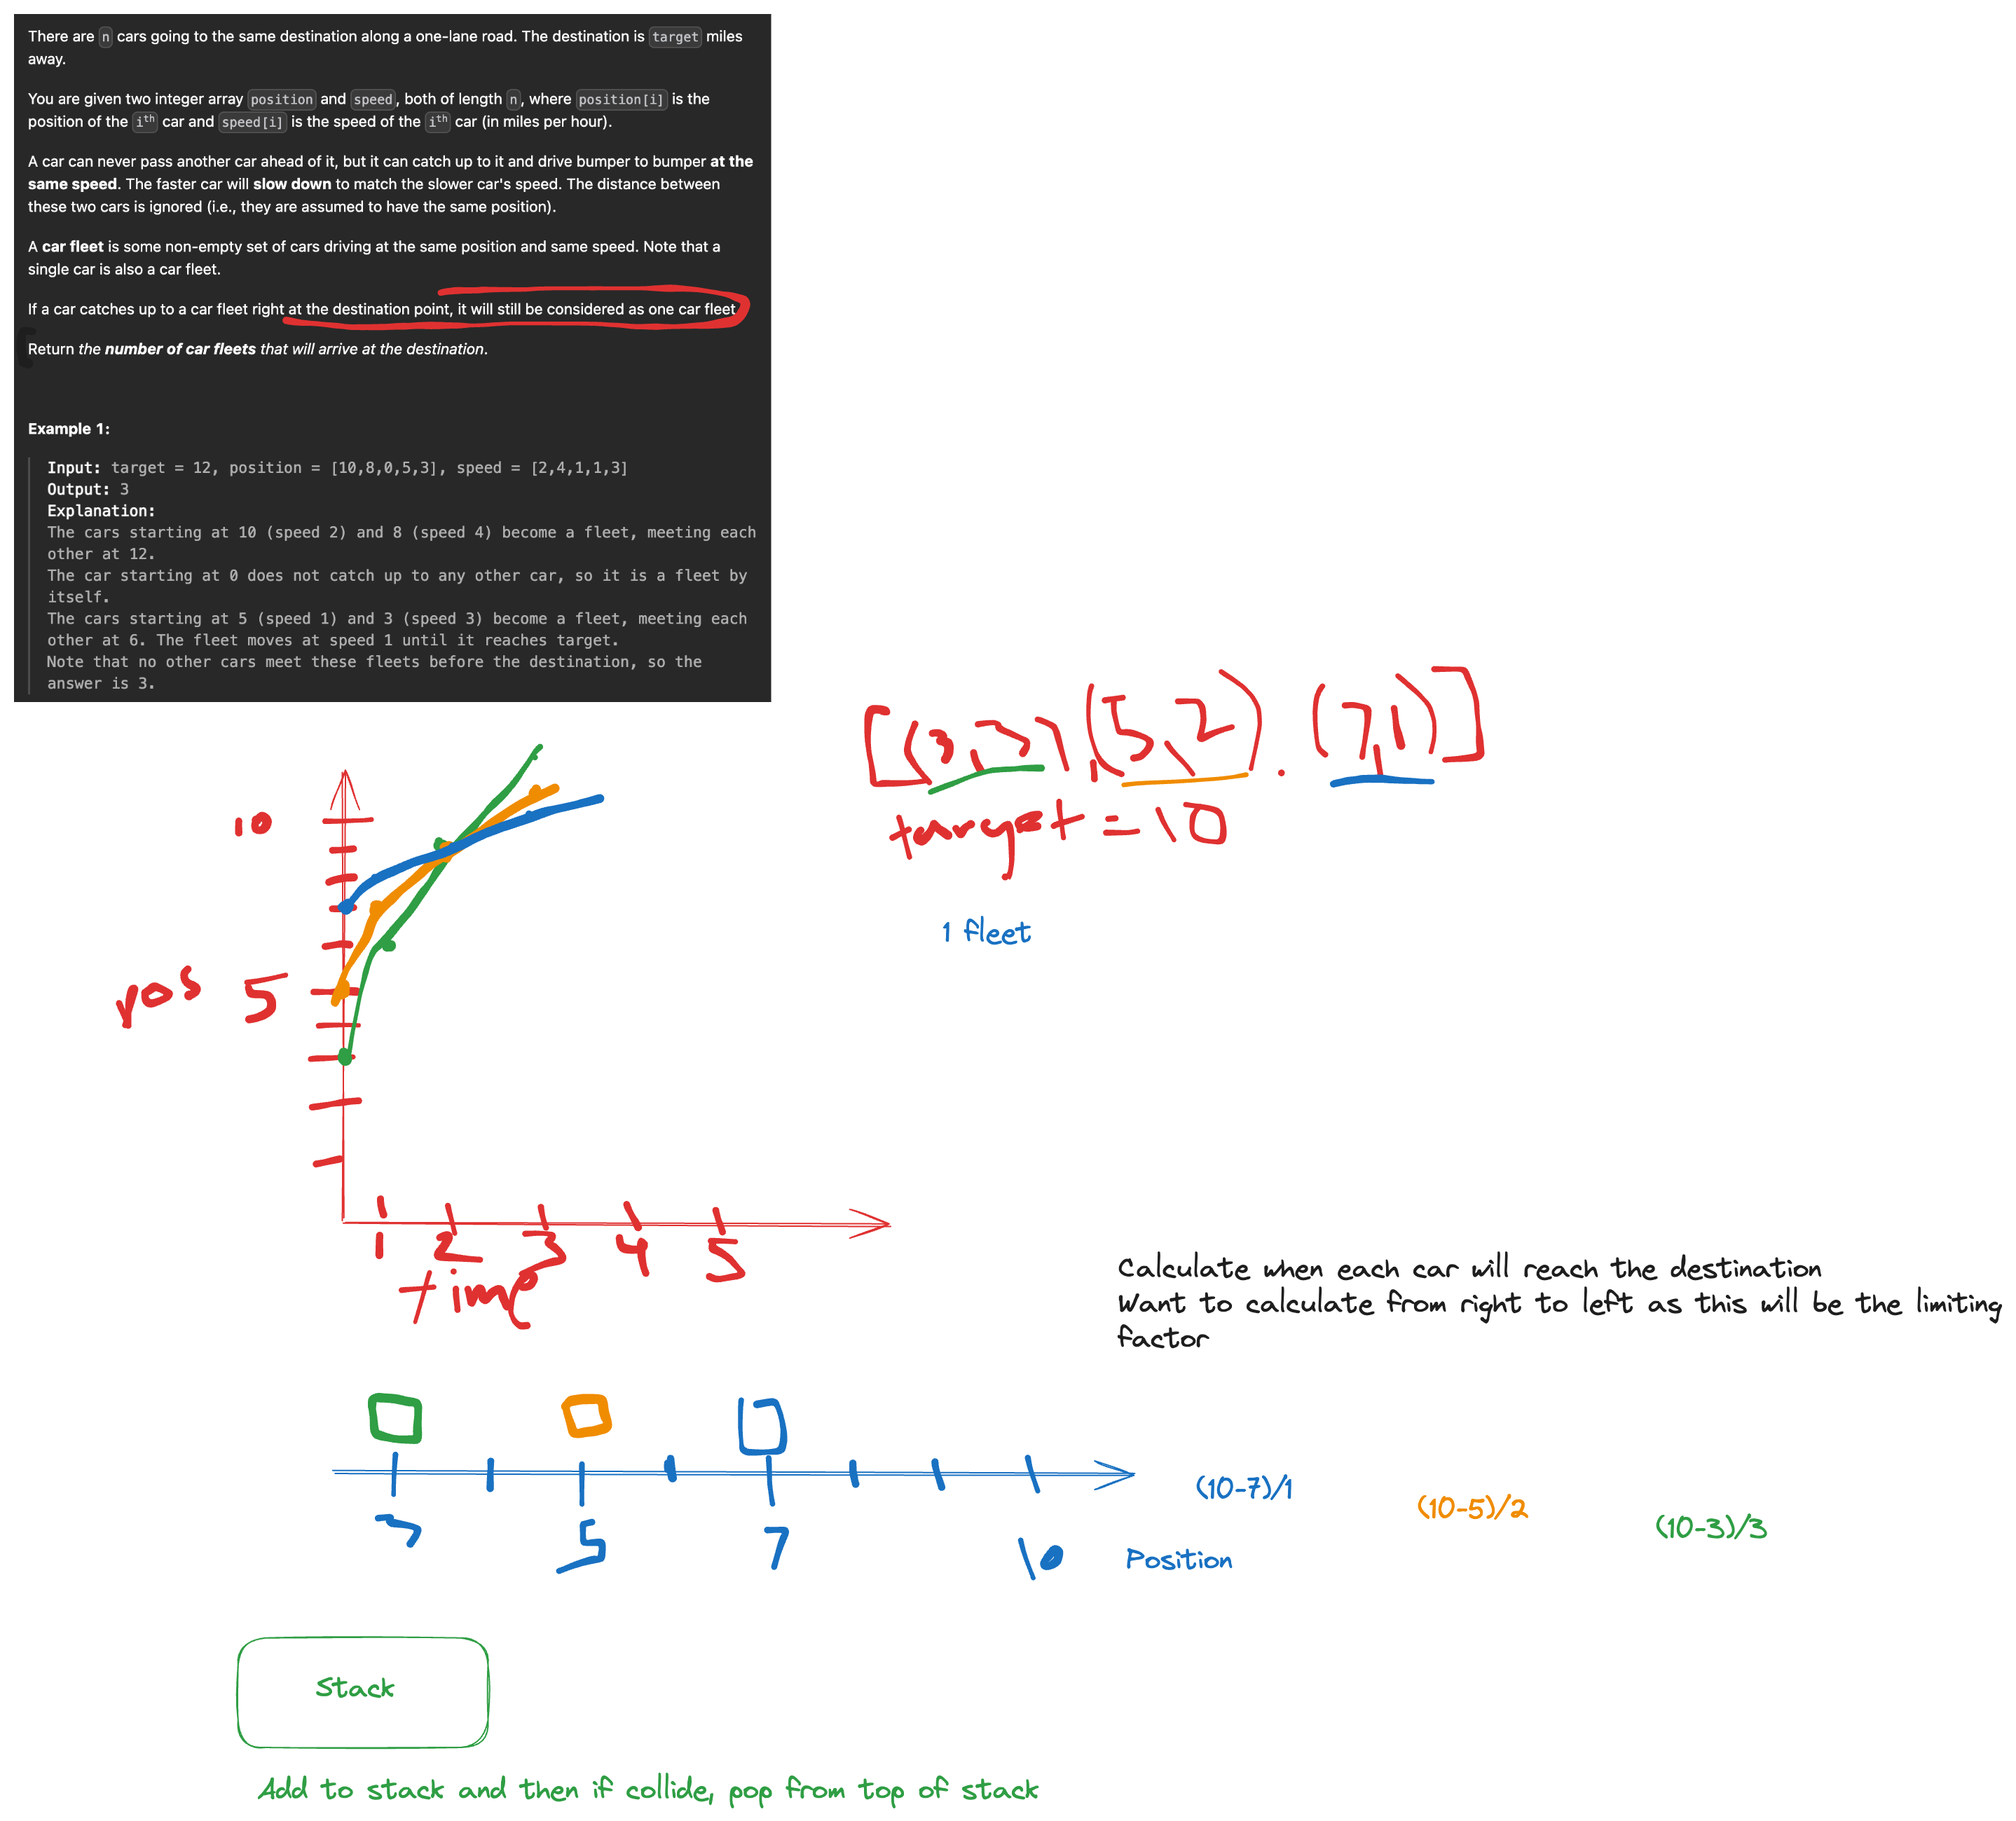 There are n cars going to the same destination along a one-lane road. The destination is target miles
away.
You are given two integer array position and speed, both of length n, where position[i] is the
position of the ith car and speed[i] is the speed of the ith car (in miles per hour).
A car can never pass another car ahead of it, but it can catch up to it and drive bumper to bumper at the
same speed. The faster car will slow down to match the slower car's speed. The distance between
these two cars is ignored (i.e., they are assumed to have the same position).
A car fleet is some non-empty set of cars driving at the same position and same speed. Note that a
single car is also a car fleet.
If a car catches up to a car fleet right at the destination point, it will still be considered as one car fleet
Return the number of car fleets that will arrive at the destination.
Example 1:
Input: target = 12, position = [10,8,0,5,3], speed = [2,4,1,1,3]
Output: 3
Explanation:
The cars starting at 10 (speed 2) and 8 (speed 4) become a fleet, meeting each
other at 12.
The car starting at 0 does not catch up to any other car, so it is a fleet by
itself.
The cars starting at 5 (speed 1) and 3 (speed 3) become a fleet, meeting each
other at 6. The fleet moves at speed 1 until it reaches target.
Note that no other cars meet these fleets before the destination, so the
answer is 3.
[(3,3),(5,2).(7,1)]
target = 10
1 fleet
10
pos 5
1 2 3 4 5
time
Calculate when each car will reach the destination
Want to calculate from right to left as this will be the limiting
factor
(10-7)/1
(10-5)/2
(10-3)/3
3 5 7 10
Position
Stack
Add to stack and then if collide, pop from top of stack